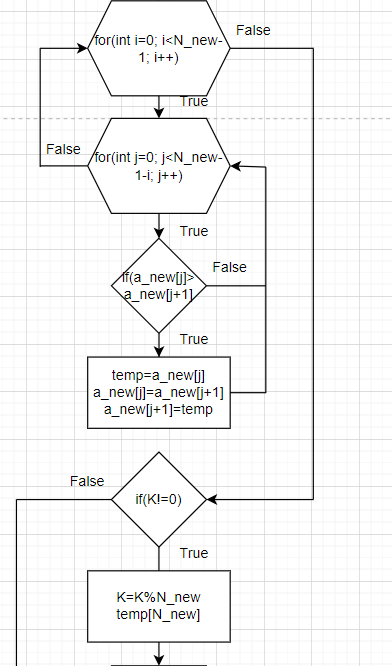 False
for(int i=0; i<N_new-
1; i++)
True
False
for(int j=0; j<N_new-
1-i; j++)
True
False
if(a_new[j]>
a_new[j+1]
True
temp=a_new[j]
a_new[j]=a_new[j+1]
a_new[j+1]=temp
False
if(K!=0)
True
K=K%N_new
temp[N_new]